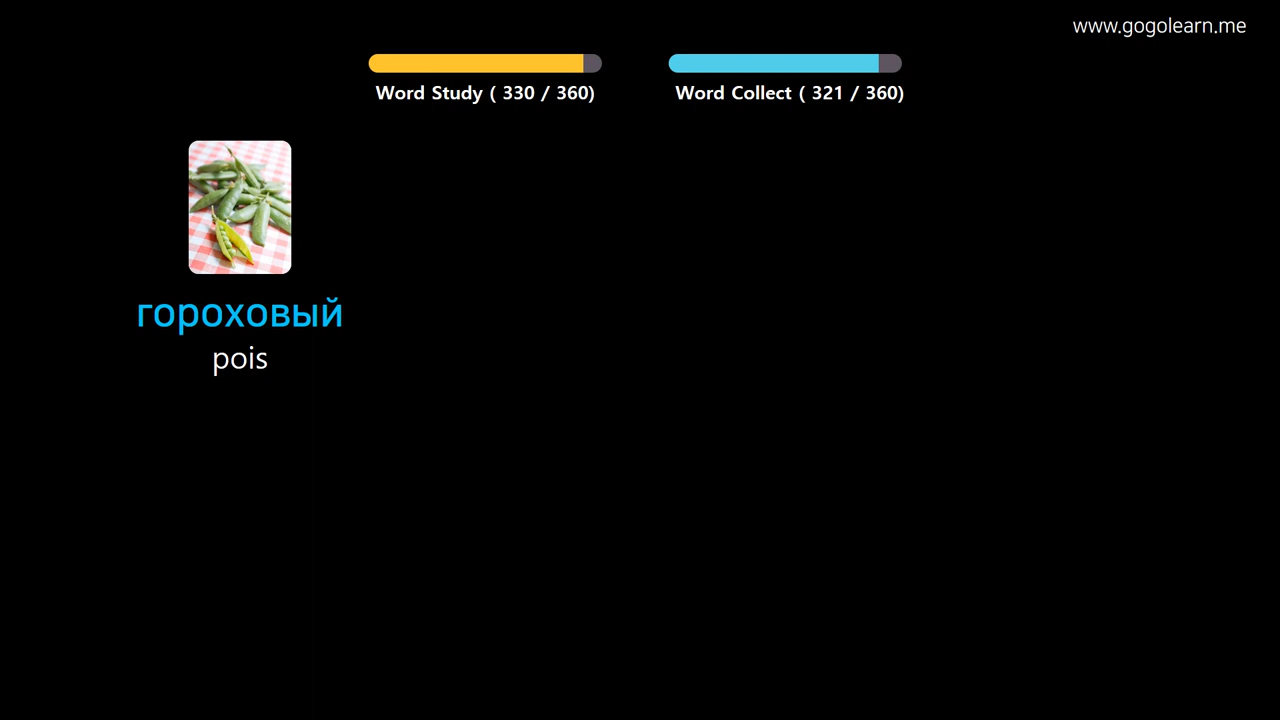 www.gogolearn.me
Word Study ( 330 / 360)
Word Collect ( 321 / 360)
гороховый
pois